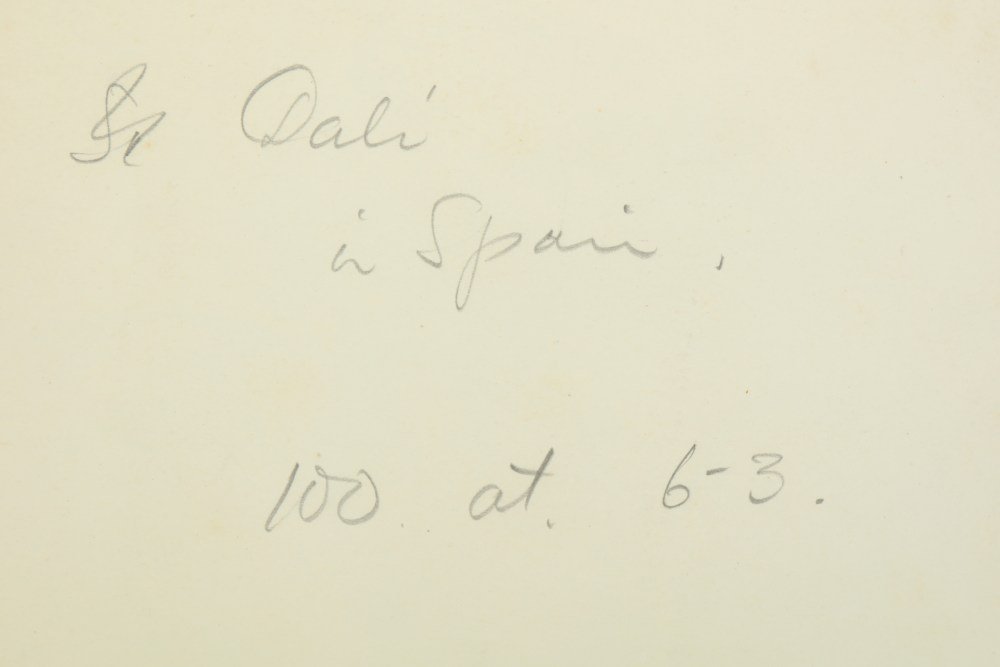 Dali
in Spain.
100 at. 6-3.